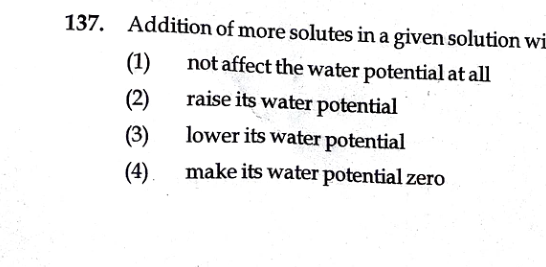 137. Addition of more solutes in a given solution wi
(1) not affect the water potential at all
(2) raise its water potential
(3) lower its water potential
(4) make its water potential zero